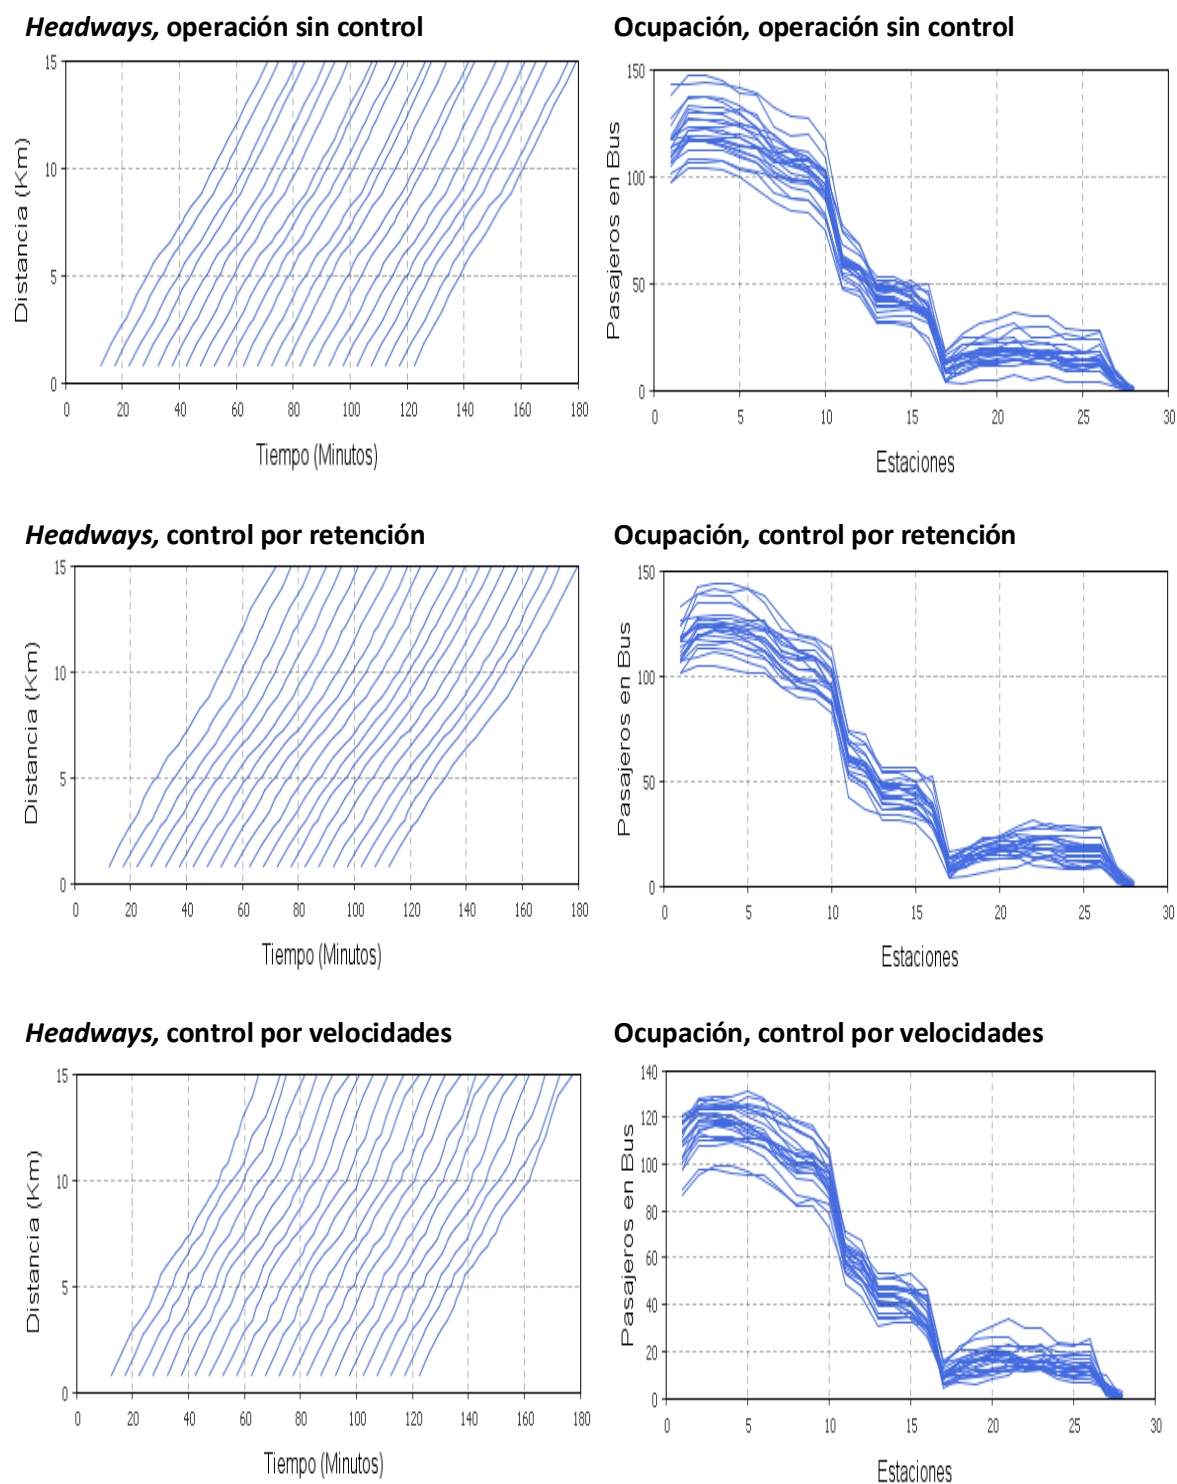 Headways, operación sin control
Ocupación, operación sin control
15
10
5
0
Distancia (Km)
0 20 40 60 80 100 120 140 160 180
Tiempo (Minutos)
150
100
50
0
Pasajeros en Bus
0 5 10 15 20 25 30
Estaciones
Headways, control por retención
Ocupación, control por retención
15
10
5
0
Distancia (Km)
0 20 40 60 80 100 120 140 160 180
Tiempo (Minutos)
150
100
50
0
Pasajeros en Bus
0 5 10 15 20 25 30
Estaciones
Headways, control por velocidades
Ocupación, control por velocidades
15
10
5
0
Distancia (Km)
0 20 40 60 80 100 120 140 160 180
Tiempo (Minutos)
140
120
100
80
60
40
20
0
Pasajeros en Bus
0 5 10 15 20 25 30
Estaciones